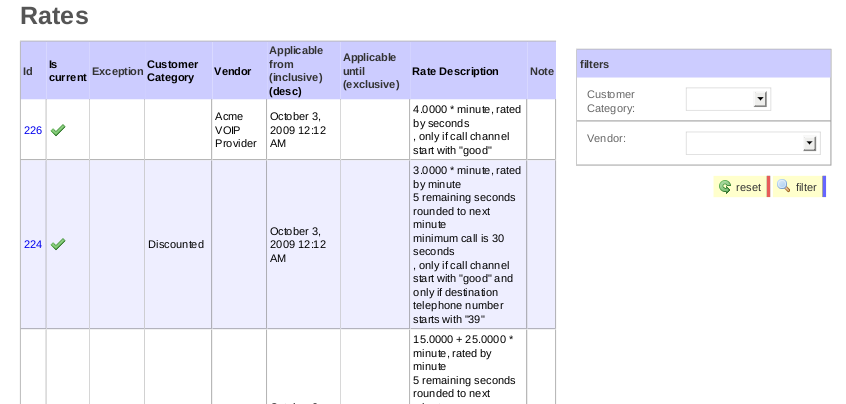 Rates
Id
Is
current
Exception
Customer
Category
Vendor
Applicable
from
(inclusive)
(desc)
Applicable
until
(exclusive)
Rate Description
Note
226
Acme
VOIP
Provider
October 3,
2009 12:12
AM
4.0000 * minute, rated
by seconds
, only if call channel
start with "good"
224
Discounted
October 3,
2009 12:12
AM
3.0000 * minute, rated
by minute
5 remaining seconds
rounded to next
minute
minimum call is 30
seconds
, only if call channel
start with "good" and
only if destination
telephone number
starts with "39"
15.0000 + 25.0000 *
minute, rated by
minute
5 remaining seconds
rounded to next
filters
Customer
Category:
Vendor:
reset
filter